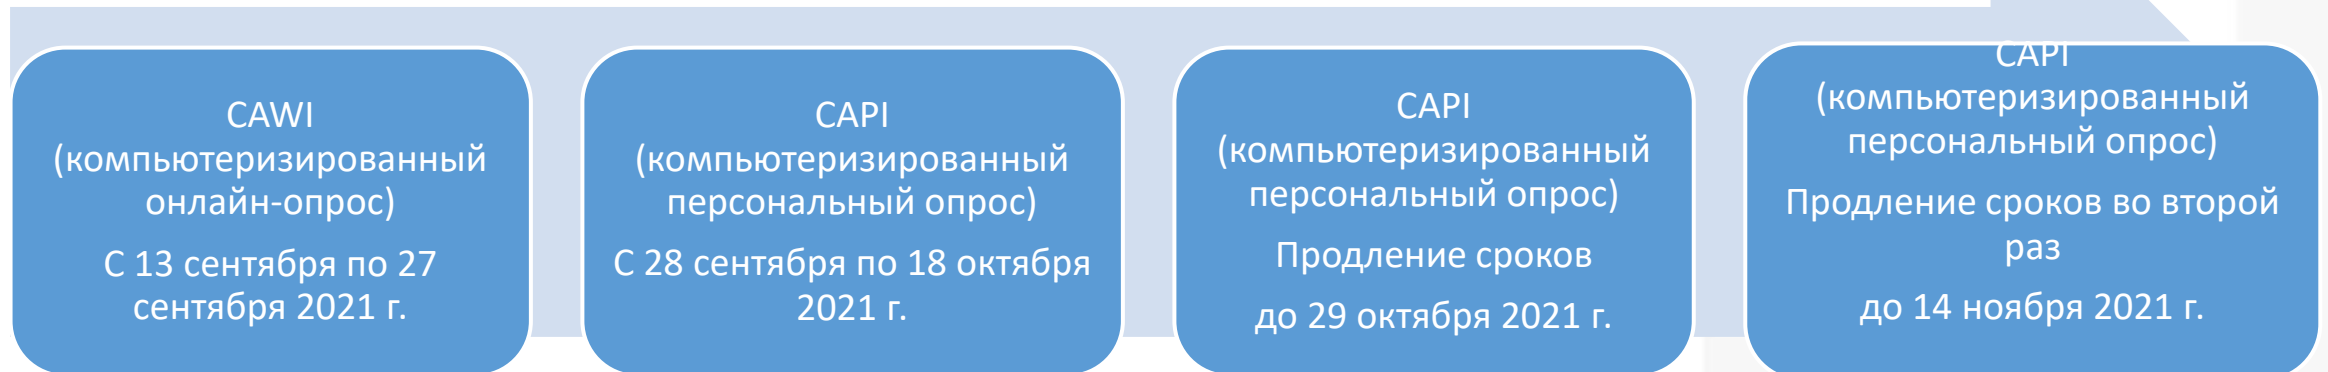 CAWI
(компьютеризированный
онлайн-опрос)
С 13 сентября по 27
сентября 2021 г.
CAPI
(компьютеризированный
персональный опрос)
С 28 сентября по 18 октября
2021 г.
CAPI
(компьютеризированный
персональный опрос)
Продление сроков
до 29 октября 2021 г.
CAPI
(компьютеризированный
персональный опрос)
Продление сроков во второй
раз
до 14 ноября 2021 г.